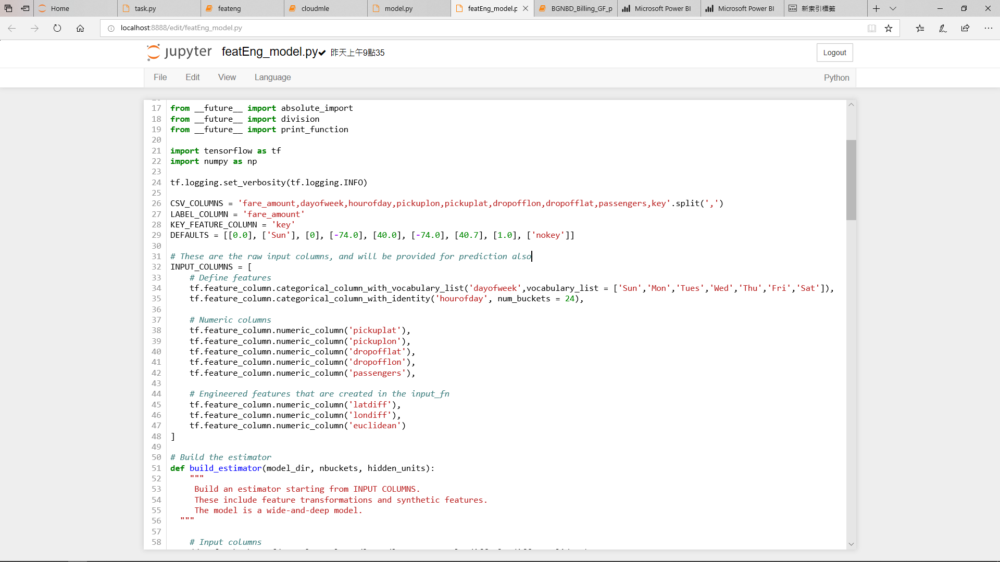 Home
task.py
feateng
cloudmle
model.py
featEng_model.p
BGNBD_Billing_GF_p
Microsoft Power BI
Microsoft Power BI
新索引標籤
localhost:8888/edit/featEng_model.py
jupyter featEng_model.py 昨天上午9點35
Logout
File Edit View Language
Python
17 from __future__ import absolute_import
18 from __future__ import division
19 from __future__ import print_function
20
21 import tensorflow as tf
22 import numpy as np
23
24 tf.logging.set_verbosity(tf.logging.INFO)
25
26 CSV_COLUMNS = 'fare_amount,dayofweek,hourofday,pickuplon,pickuplat,dropofflon,dropofflat,passengers,key'.split(',')
27 LABEL_COLUMN = 'fare_amount'
28 KEY_FEATURE_COLUMN = 'key'
29 DEFAULTS = [[0.0], ['Sun'], [0], [-74.0], [40.0], [-74.0], [40.7], [1.0], ['nokey']]
30
31 # These are the raw input columns, and will be provided for prediction also
32 INPUT_COLUMNS = [
33     # Define features
34     tf.feature_column.categorical_column_with_vocabulary_list('dayofweek',vocabulary_list = ['Sun','Mon','Tues','Wed','Thu','Fri','Sat']),
35     tf.feature_column.categorical_column_with_identity('hourofday', num_buckets = 24),
36
37     # Numeric columns
38     tf.feature_column.numeric_column('pickuplat'),
39     tf.feature_column.numeric_column('pickuplon'),
40     tf.feature_column.numeric_column('dropofflat'),
41     tf.feature_column.numeric_column('dropofflon'),
42     tf.feature_column.numeric_column('passengers'),
43
44     # Engineered features that are created in the input_fn
45     tf.feature_column.numeric_column('latdiff'),
46     tf.feature_column.numeric_column('londiff'),
47     tf.feature_column.numeric_column('euclidean')
48 ]
49
50 # Build the estimator
51 def build_estimator(model_dir, nbuckets, hidden_units):
52     """
53      Build an estimator starting from INPUT COLUMNS.
54      These include feature transformations and synthetic features.
55      The model is a wide-and-deep model.
56   """
57
58     # Input columns